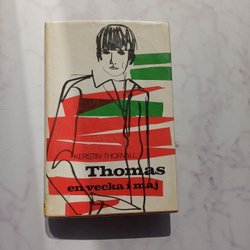 KERSTIN THORVALL
Thomas
en vecka i maj